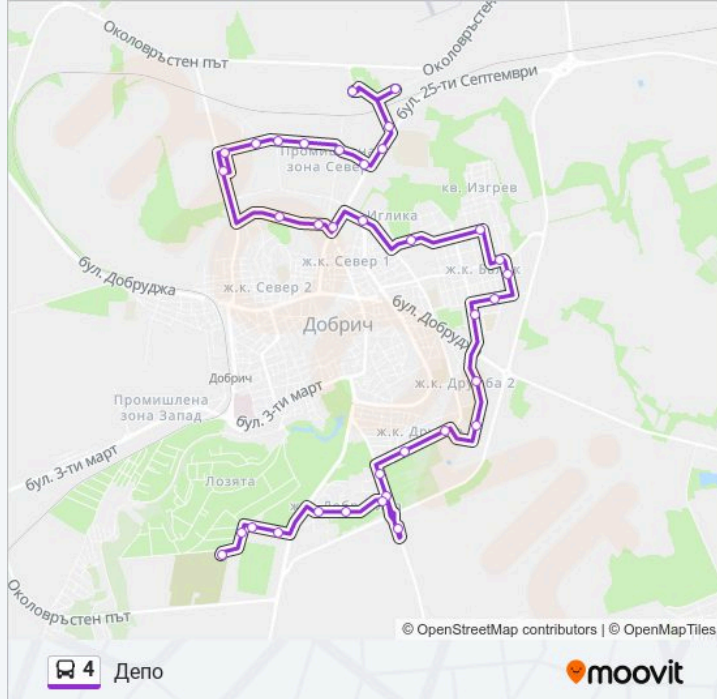 Околовръстен път
Околовръстен
бул. 25-ти Септември
Промишлена
зона Север
кв. Изгрев
Иглика
ж.к. Север 1
бул. Добруджа
ж.к. Север 2
бул. Добруджа
Добрич
Добрич
ж.к. Дружба 2
Промишлена
зона Запад
бул. 3-ти март
бул. 3-ти март
Лозята
Околовръстен път
© OpenStreetMap contributors | © OpenMapTiles
4 Депо
moovit